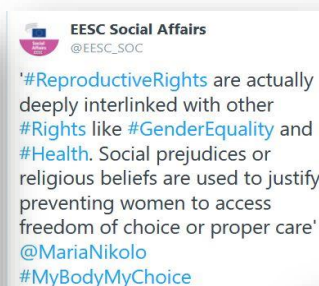 EESC Social Affairs
@EESC_SOC
'#ReproductiveRights are actually
deeply interlinked with other
#Rights like #GenderEquality and
#Health. Social prejudices or
religious beliefs are used to justify
preventing women to access
freedom of choice or proper care'
@MariaNikolo
#MyBodyMyChoice